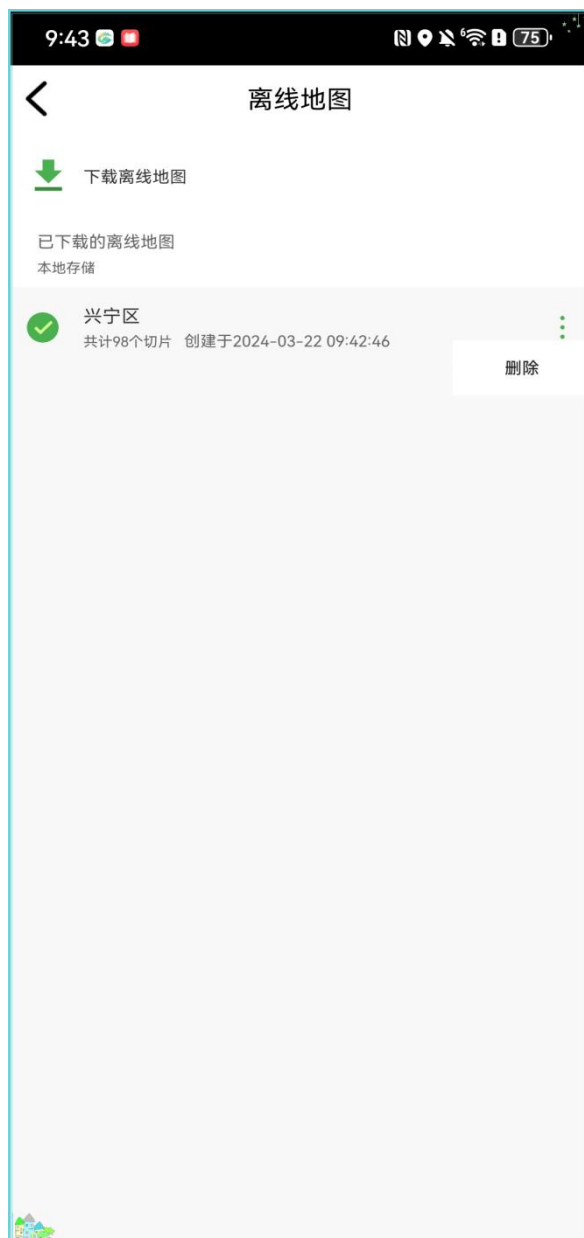 9:43
6
75
离线地图
下载离线地图
已下载的离线地图
本地存储
兴宁区
共计98个切片 创建于2024-03-22 09:42:46
删除